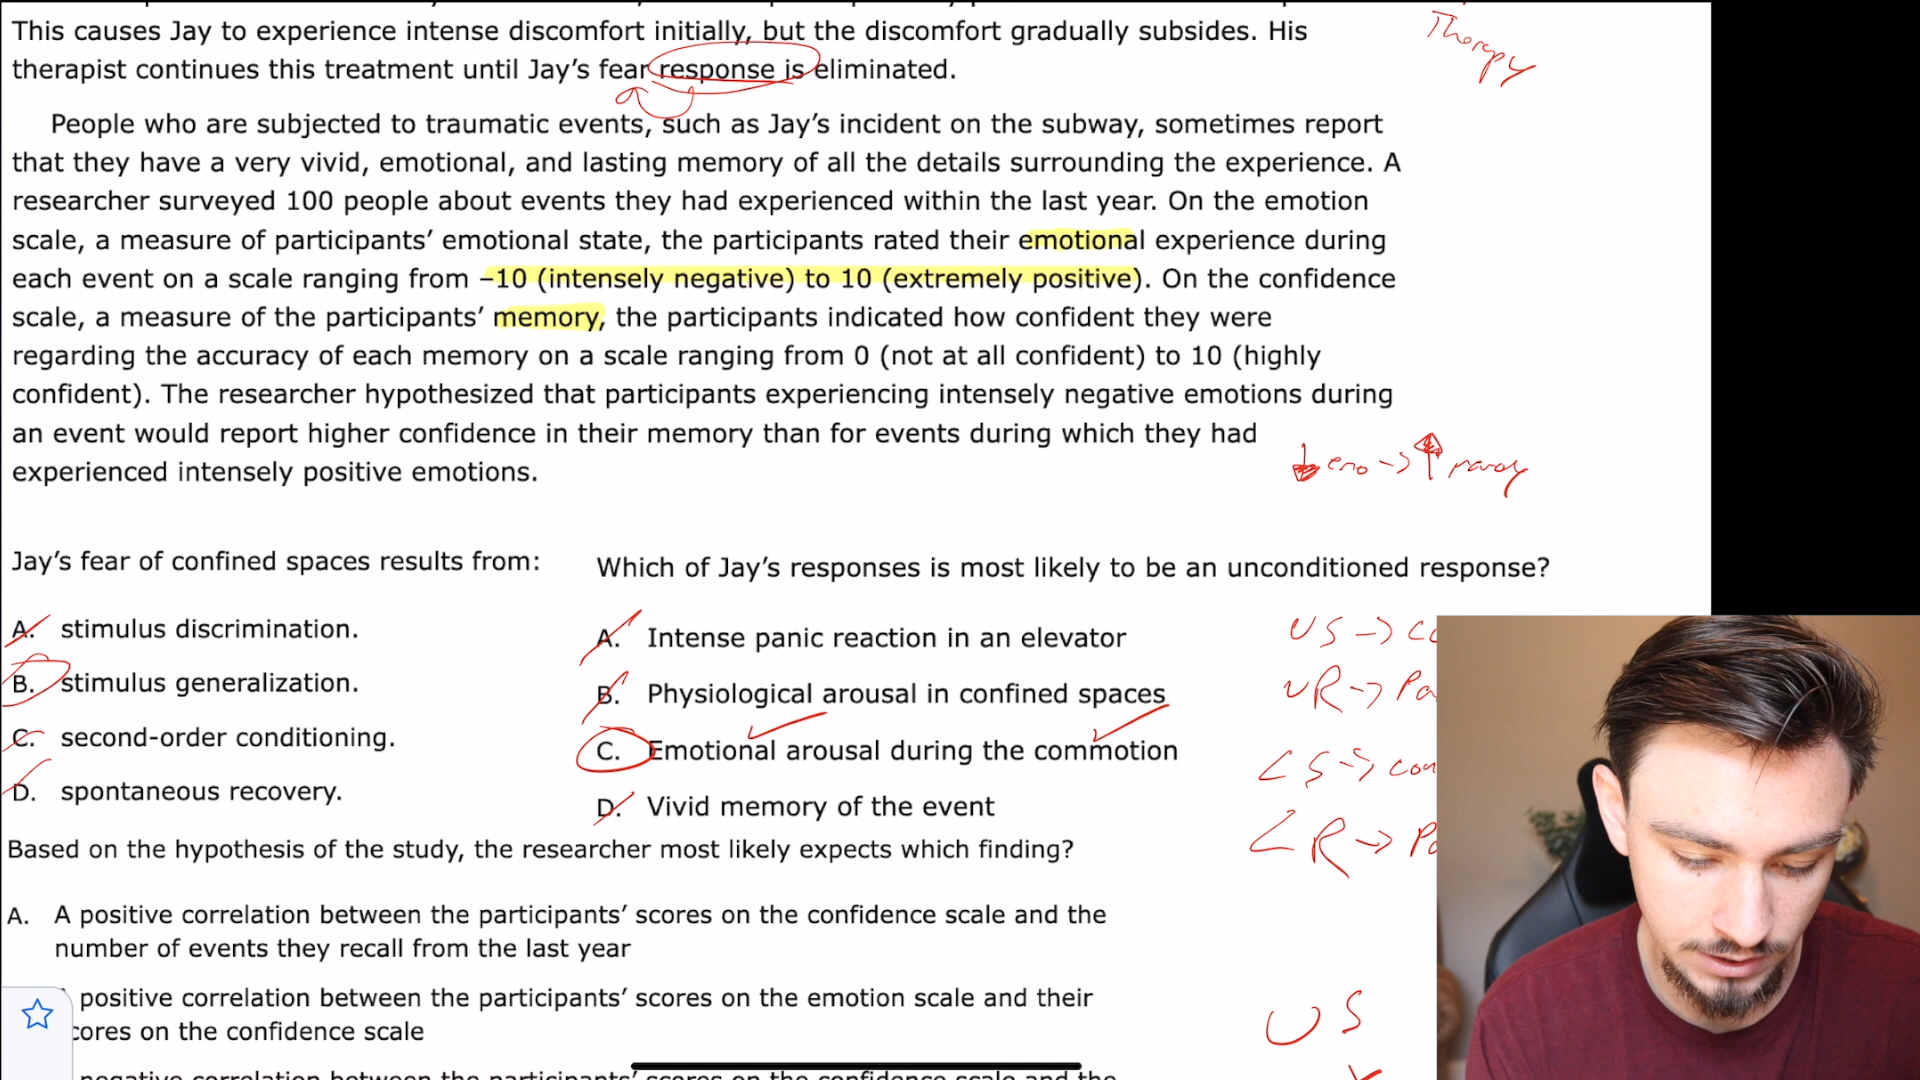 This causes Jay to experience intense discomfort initially, but the discomfort gradually subsides. His
therapist continues this treatment until Jay's fear response is eliminated.
Therapy
People who are subjected to traumatic events, such as Jay's incident on the subway, sometimes report
that they have a very vivid, emotional, and lasting memory of all the details surrounding the experience. A
researcher surveyed 100 people about events they had experienced within the last year. On the emotion
scale, a measure of participants' emotional state, the participants rated their emotional experience during
each event on a scale ranging from –10 (intensely negative) to 10 (extremely positive). On the confidence
scale, a measure of the participants' memory, the participants indicated how confident they were
regarding the accuracy of each memory on a scale ranging from 0 (not at all confident) to 10 (highly
confident). The researcher hypothesized that participants experiencing intensely negative emotions during
an event would report higher confidence in their memory than for events during which they had
experienced intensely positive emotions.
Jay's fear of confined spaces results from:
A. stimulus discrimination.
B. stimulus generalization.
C. second-order conditioning.
D. spontaneous recovery.
Which of Jay's responses is most likely to be an unconditioned response?
A. Intense panic reaction in an elevator
B. Physiological arousal in confined spaces
C. Emotional arousal during the commotion
D. Vivid memory of the event
US →
UR →
CS →
CR →
Based on the hypothesis of the study, the researcher most likely expects which finding?
A. A positive correlation between the participants' scores on the confidence scale and the
number of events they recall from the last year
positive correlation between the participants' scores on the emotion scale and their
cores on the confidence scale
negative correlation between the participants' scores on the confidence scale and the
US